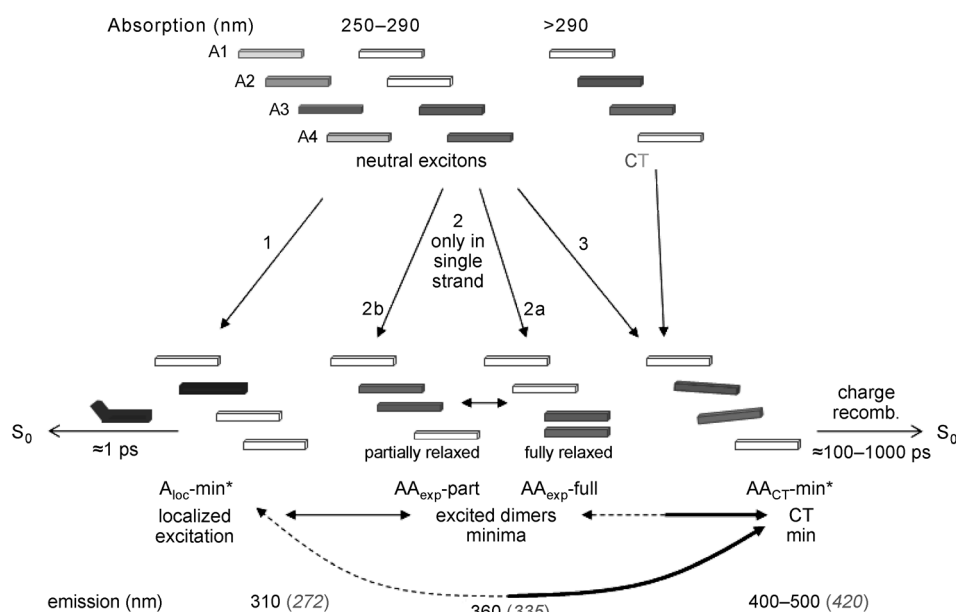 Absorption (nm) 250–290 >290
A1
A2
A3
A4
neutral excitons CT
1 2 3
only in
single
strand
2b 2a
charge
recomb.
S0 S0
≈1 ps partially relaxed fully relaxed ≈100–1000 ps
Aloc-min* AAexp-part AAexp-full AACT-min*
localized excited dimers CT
excitation minima min
emission (nm) 310 (272) 360 (335) 400–500 (420)